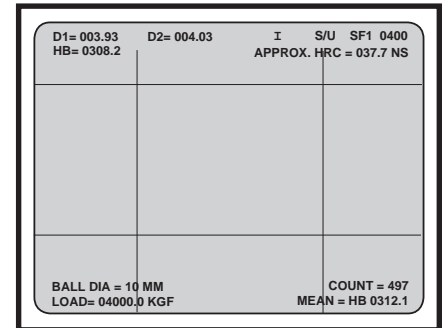 D1= 003.93 D2= 004.03 I S/U SF1 0400
HB= 0308.2 APPROX. HRC = 037.7 NS
BALL DIA = 10 MM COUNT = 497
LOAD= 04000.0 KGF MEAN = HB 0312.1